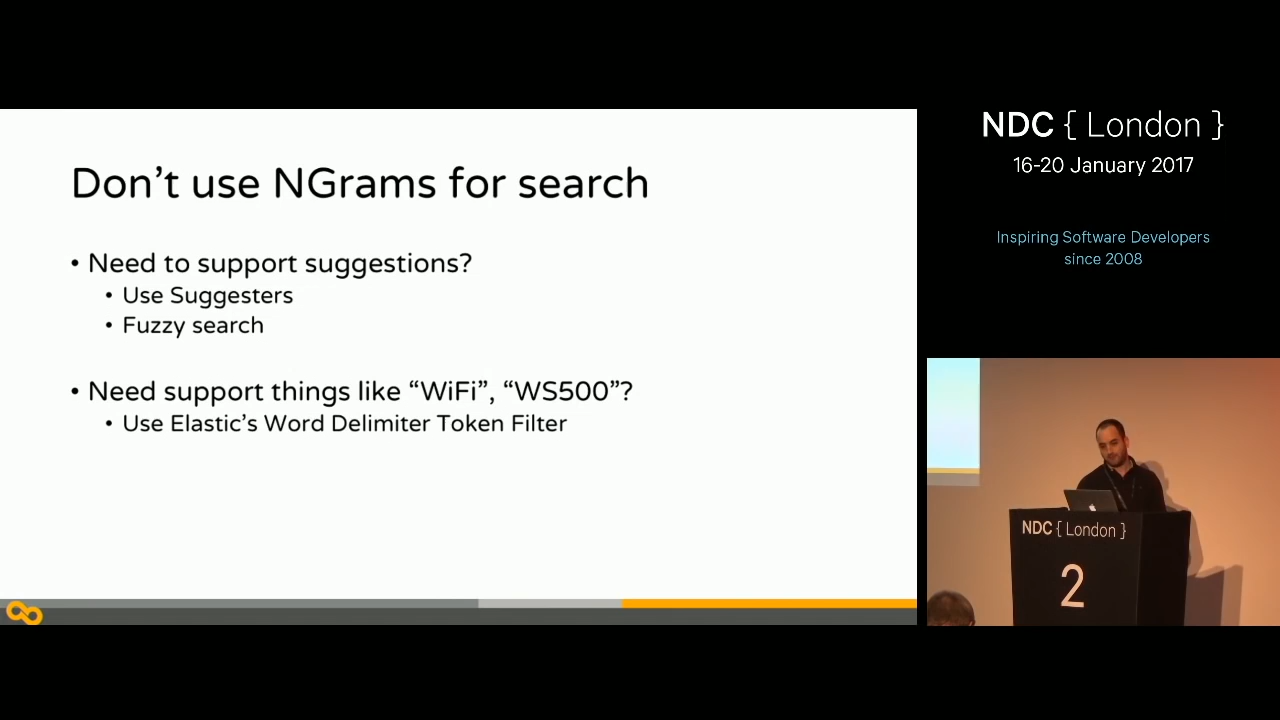 Don’t use NGrams for search
• Need to support suggestions?
• Use Suggesters
• Fuzzy search
• Need support things like “WiFi”, “WS500”?
• Use Elastic’s Word Delimiter Token Filter
NDC { London }
16-20 January 2017
Inspiring Software Developers
since 2008
NDC { London }
2